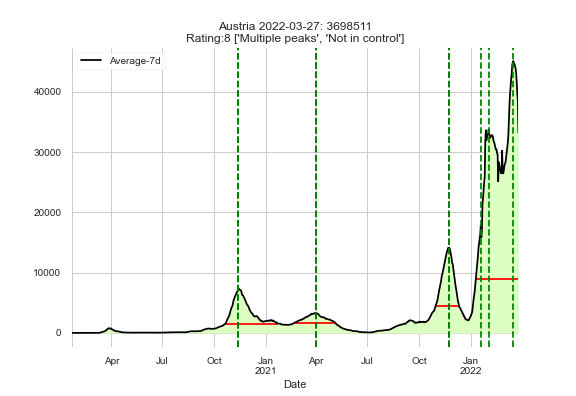 Austria 2022-03-27: 3698511
Rating:8 ['Multiple peaks', 'Not in control']
Average-7d
40000
30000
20000
10000
0
Apr
Jul
Oct
Jan
2021
Apr
Jul
Oct
Jan
2022
Date